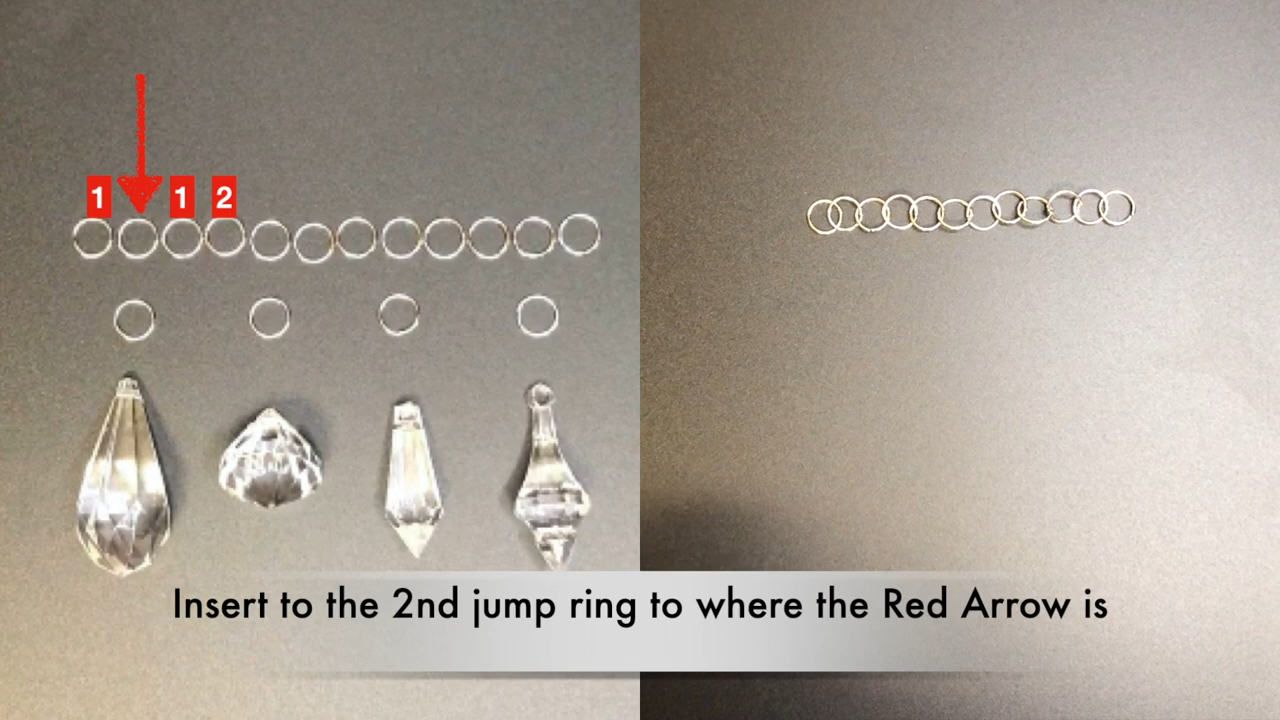 1 1 2
Insert to the 2nd jump ring to where the Red Arrow is